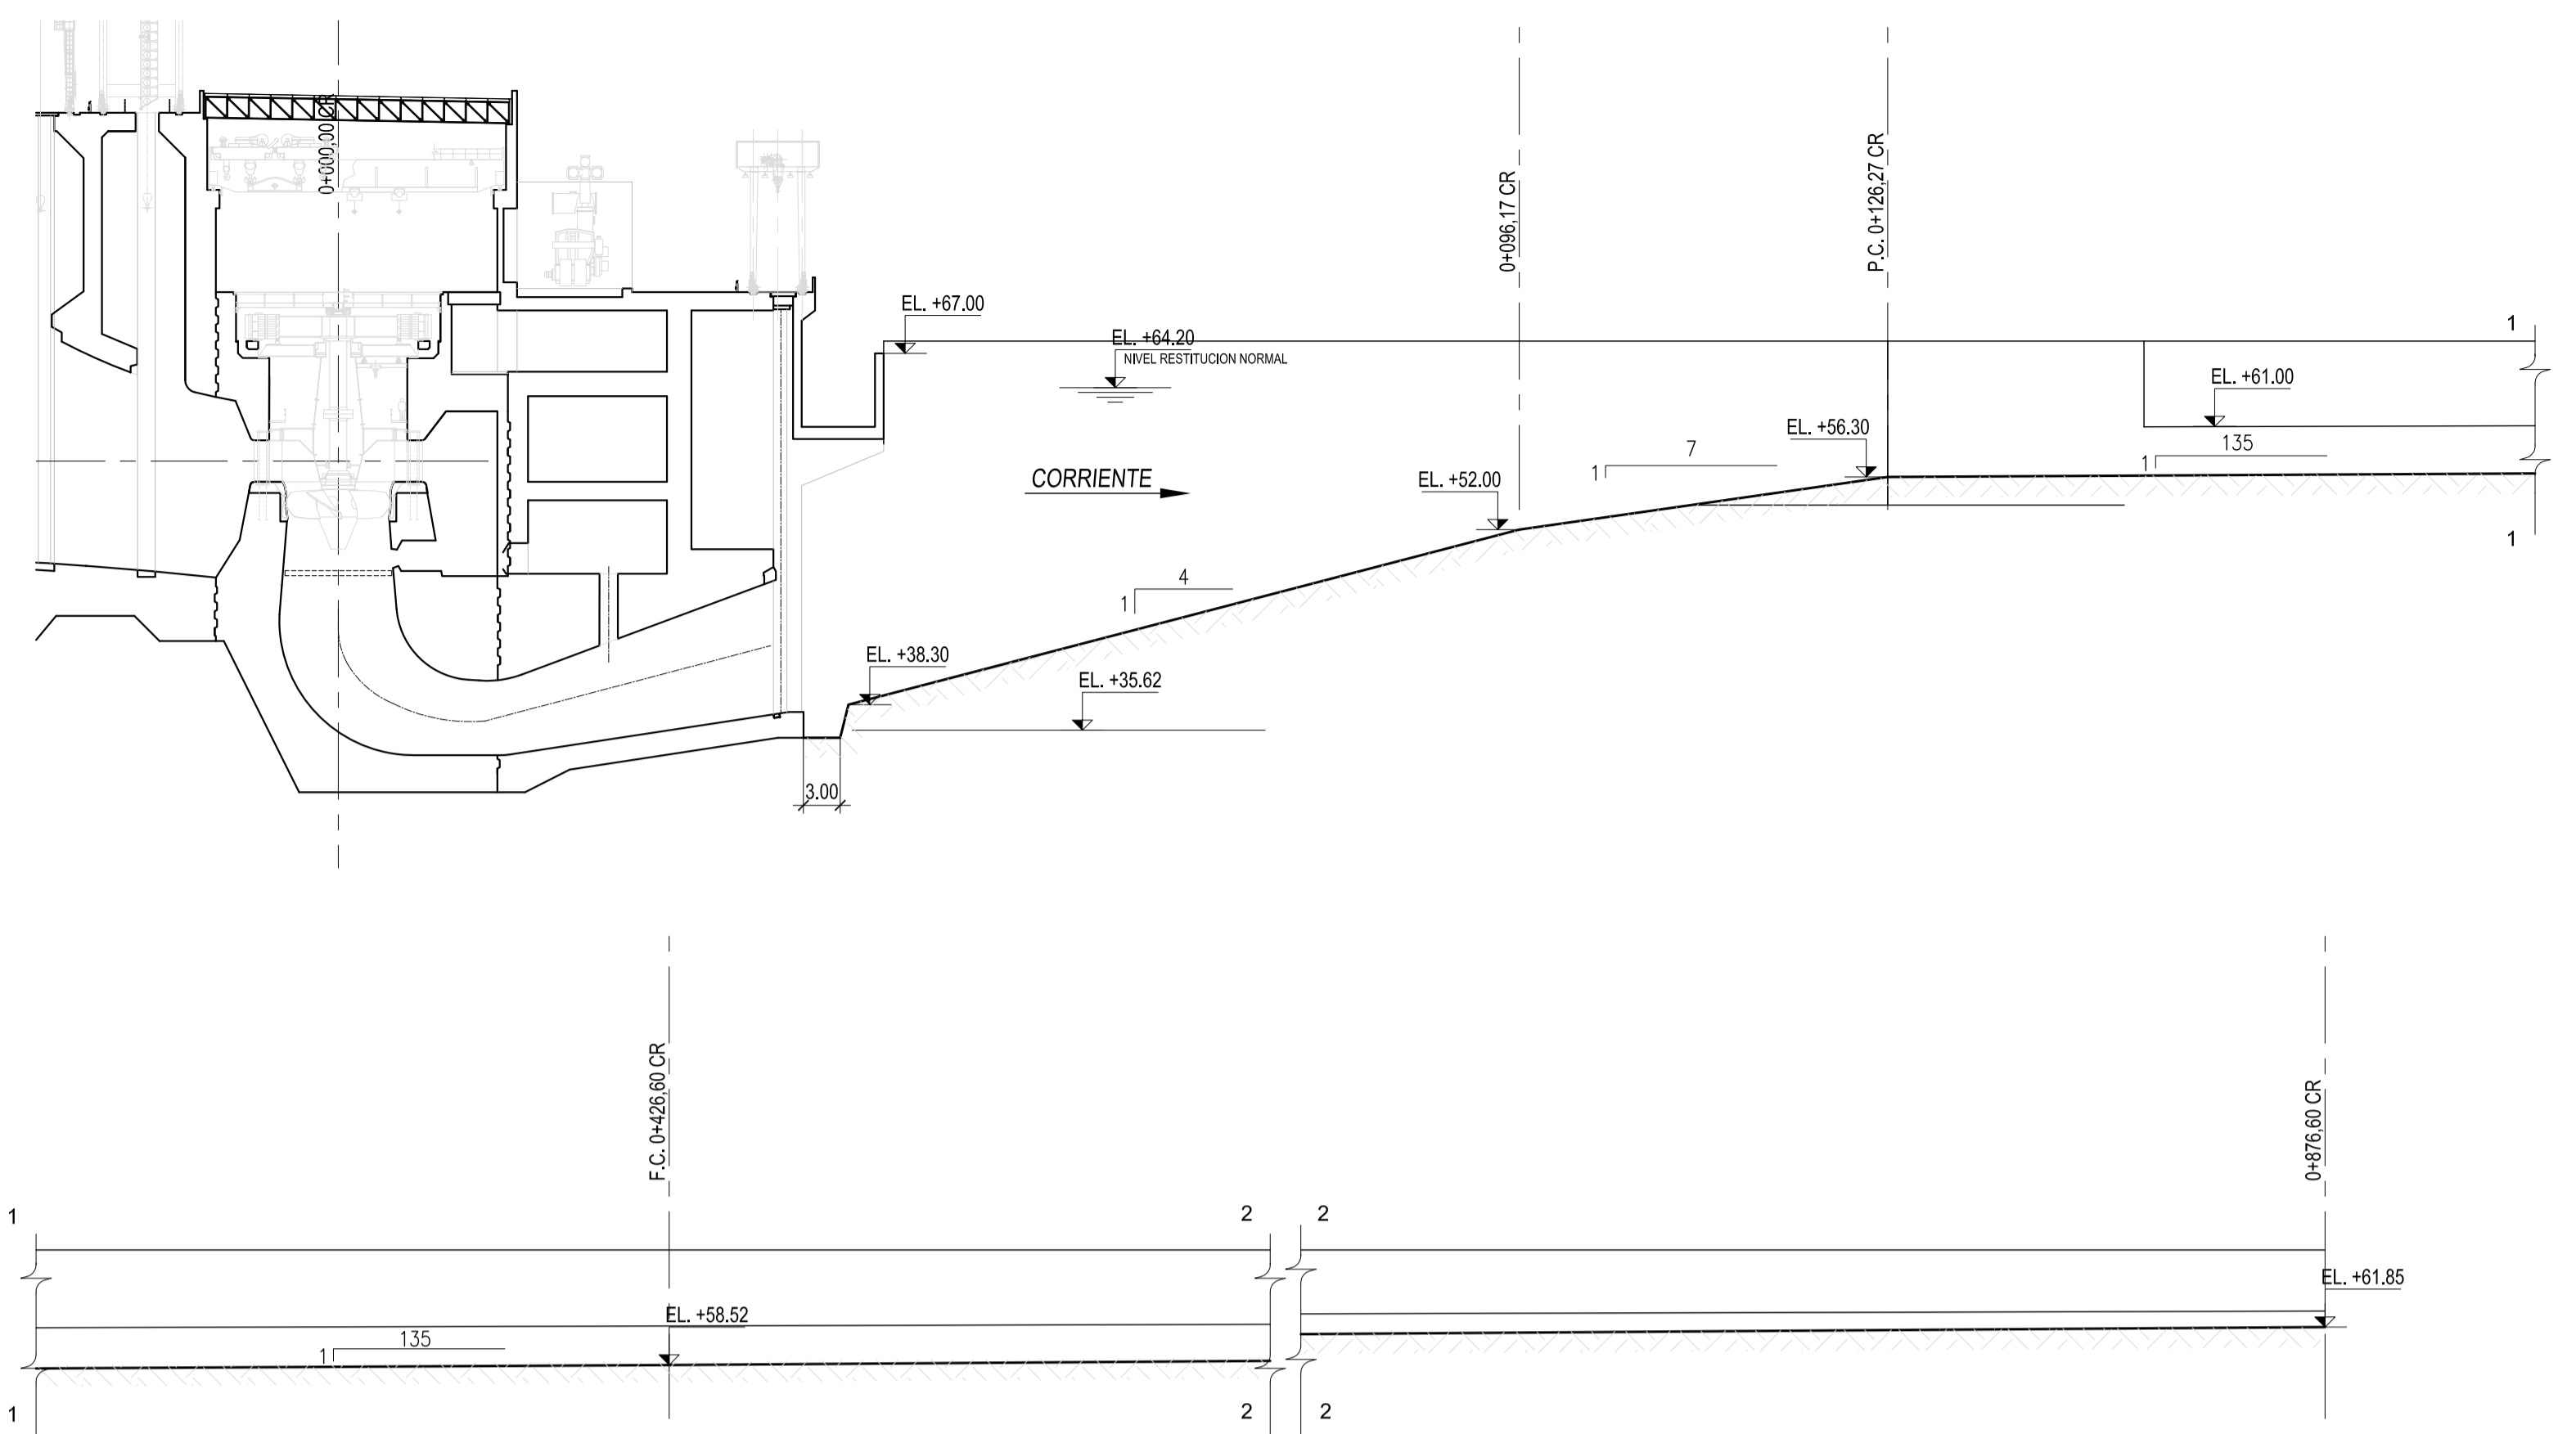 0+000,00 CR
0+096,17 CR
P.C. 0+126,27 CR
EL. +67.00
EL. +64.20
NIVEL RESTITUCION NORMAL
1
EL. +61.00
EL. +56.30
7
1
135
1
CORRIENTE
EL. +52.00
1
4
1
EL. +38.30
EL. +35.62
3.00
F.C. 0+426,60 CR
0+876,60 CR
1
2
2
EL. +61.85
EL. +58.52
135
1
1
2
2